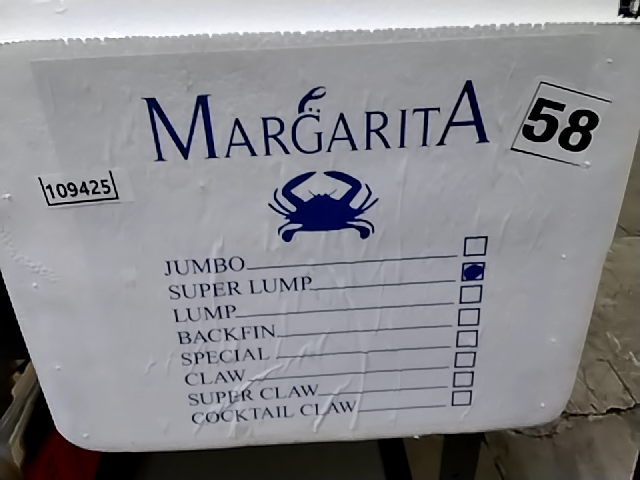 MARGARITA
58
109425
JUMBO
SUPER LUMP
LUMP
BACKFIN
SPECIAL
CLAW
SUPER CLAW
COCKTAIL CLAW